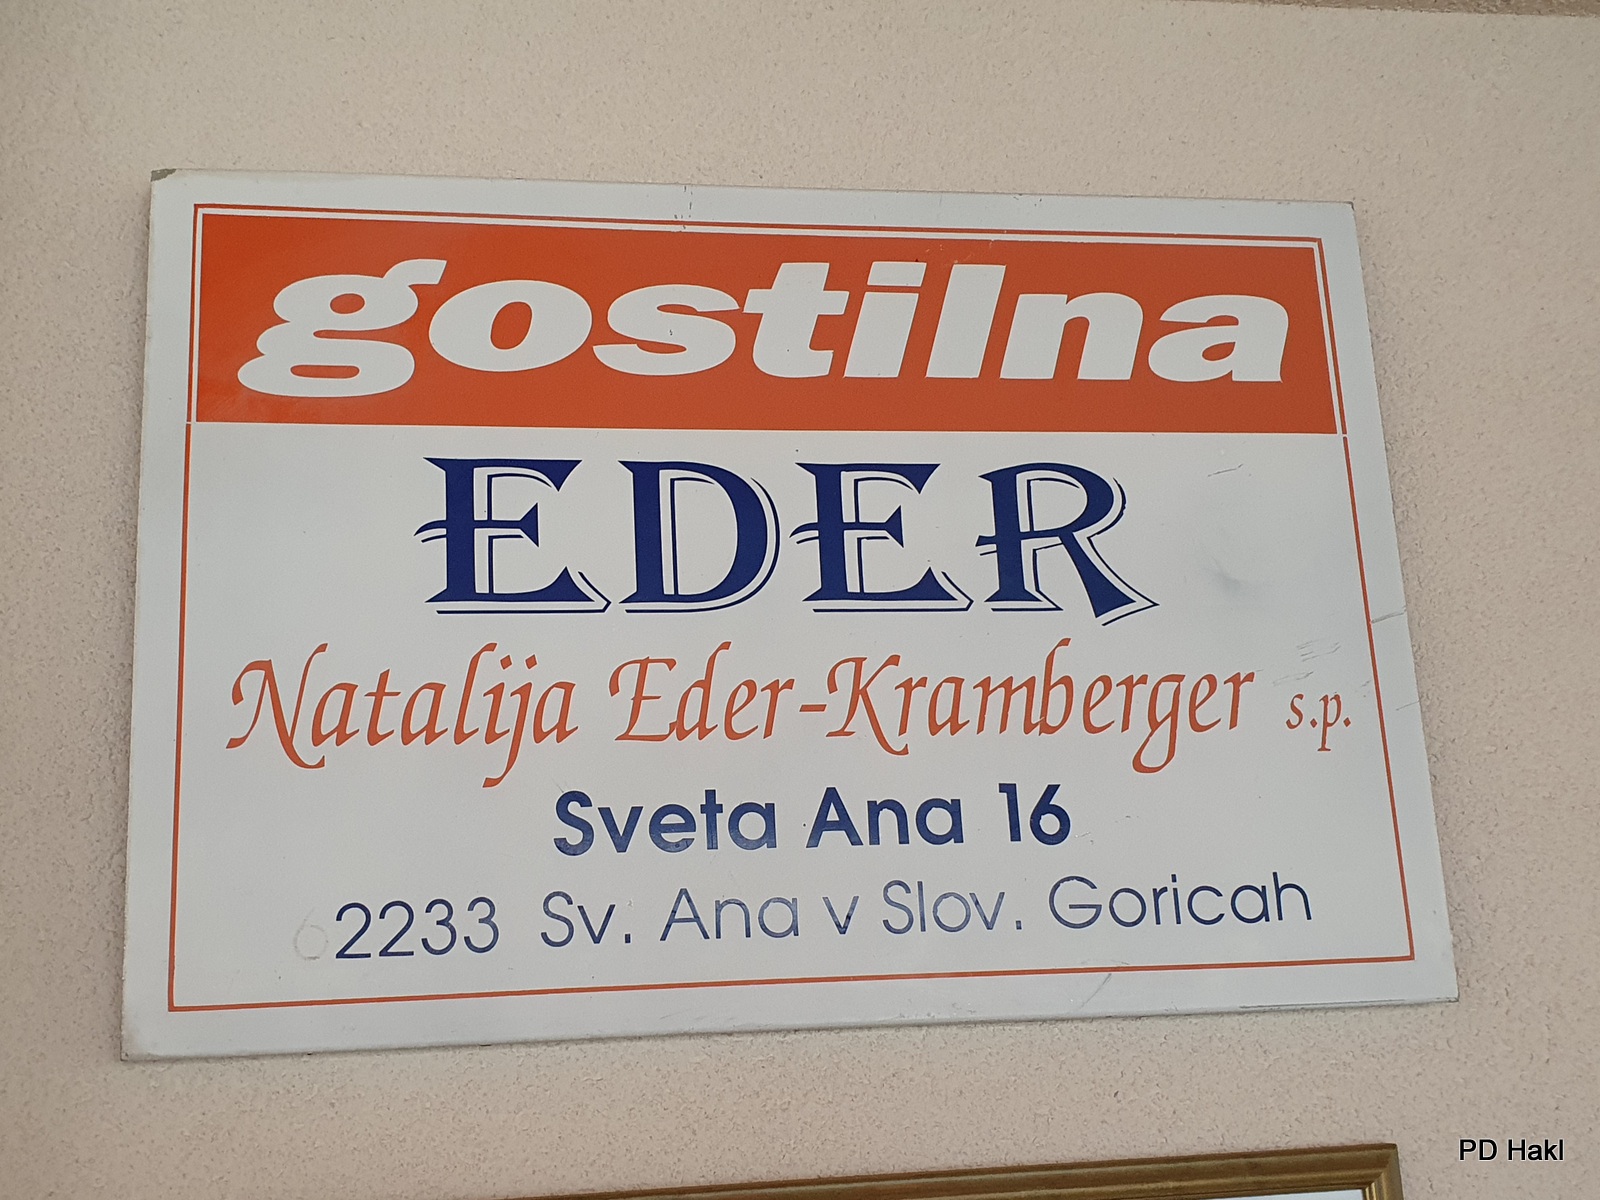 gostilna
EDER
Natalija Eder-Kramberger s.p.
Sveta Ana 16
2233 Sv. Ana v Slov. Goricah
PD Hakl